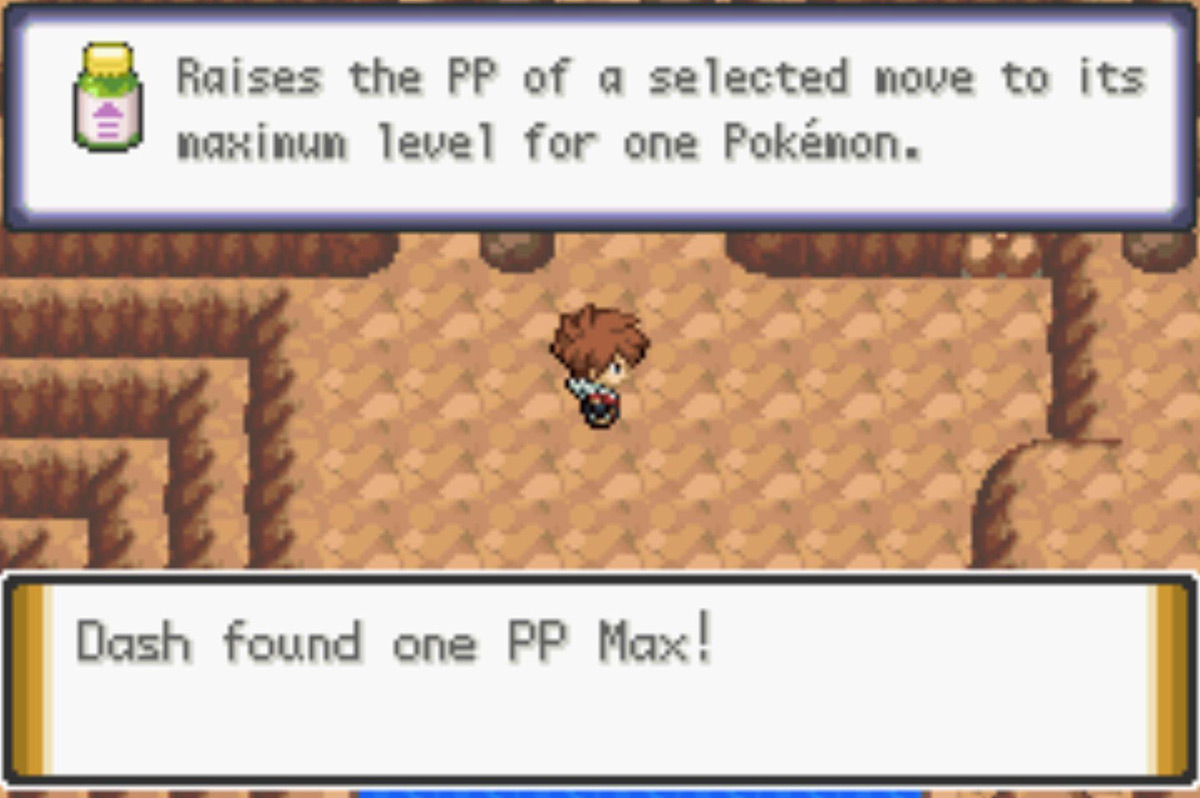 Raises the PP of a selected move to its
maximum level for one Pokémon.
Dash found one PP Max!